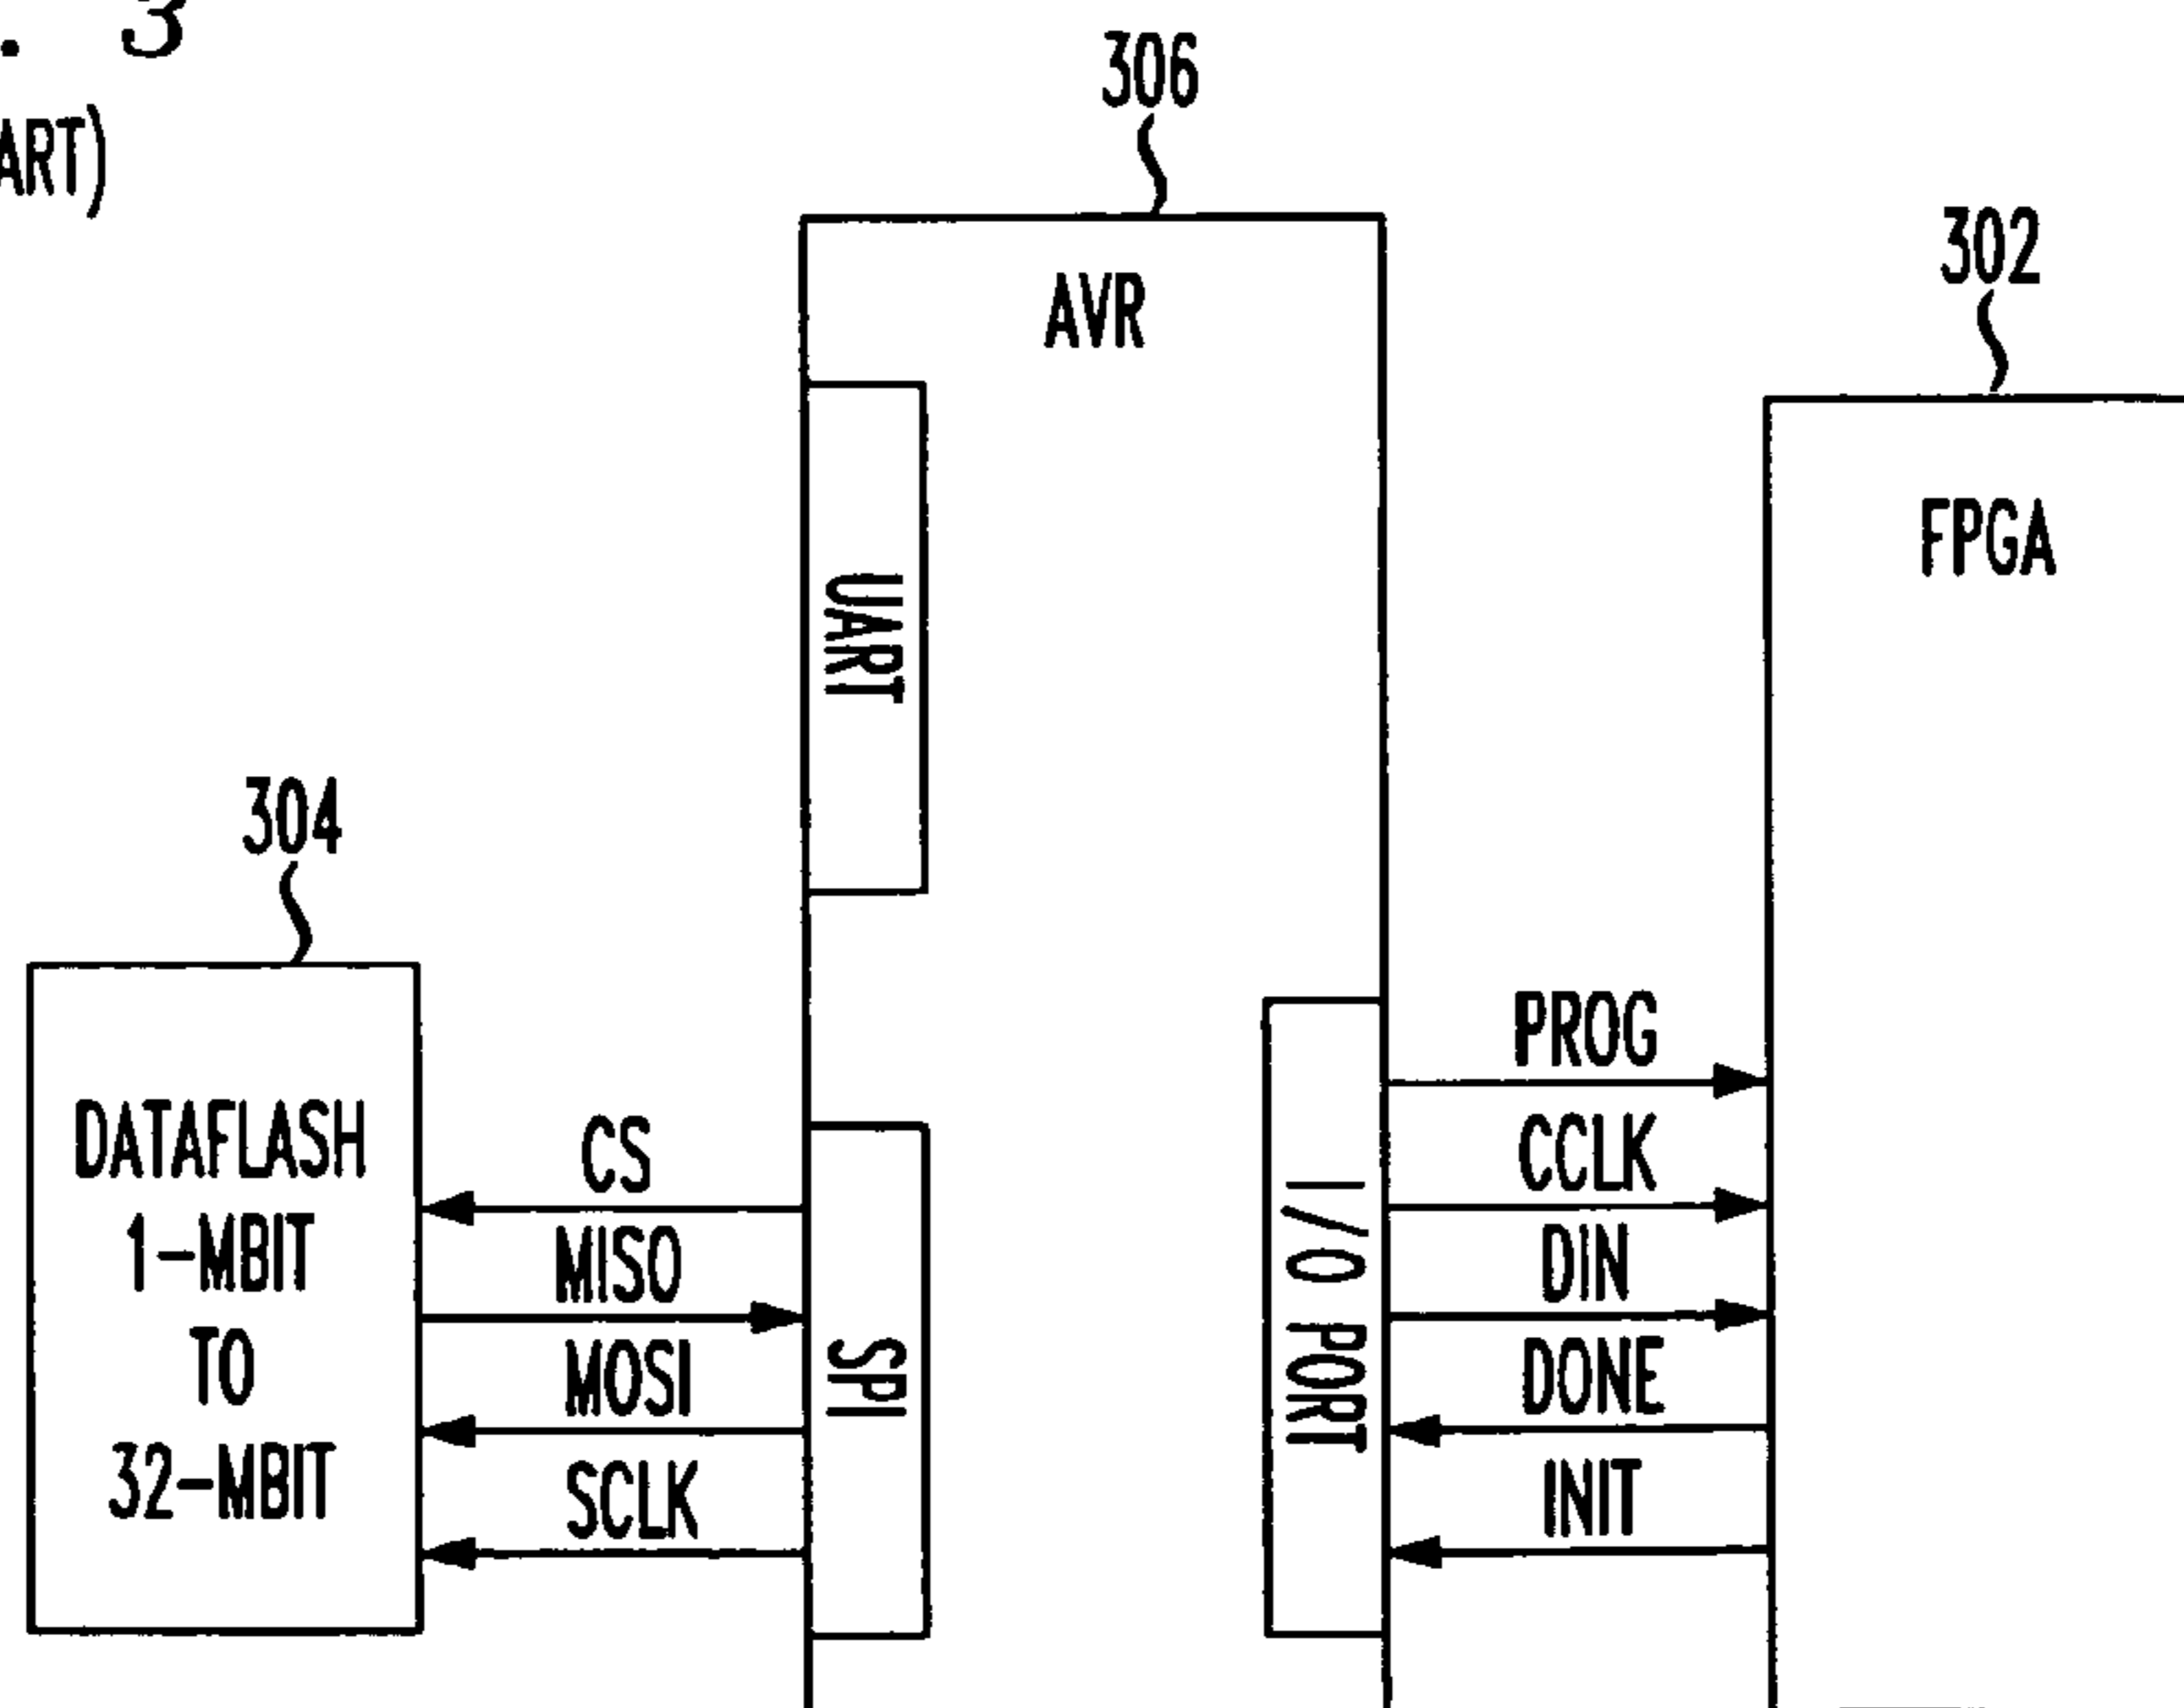 . 3
ART)
306
AVR
302
FPGA
UART
304
DATAFLASH
1-MBIT
TO
32-MBIT
CS
MISO
MOSI
SCLK
SPI
I/O PORT
PROG
CCLK
DIN
DONE
INIT